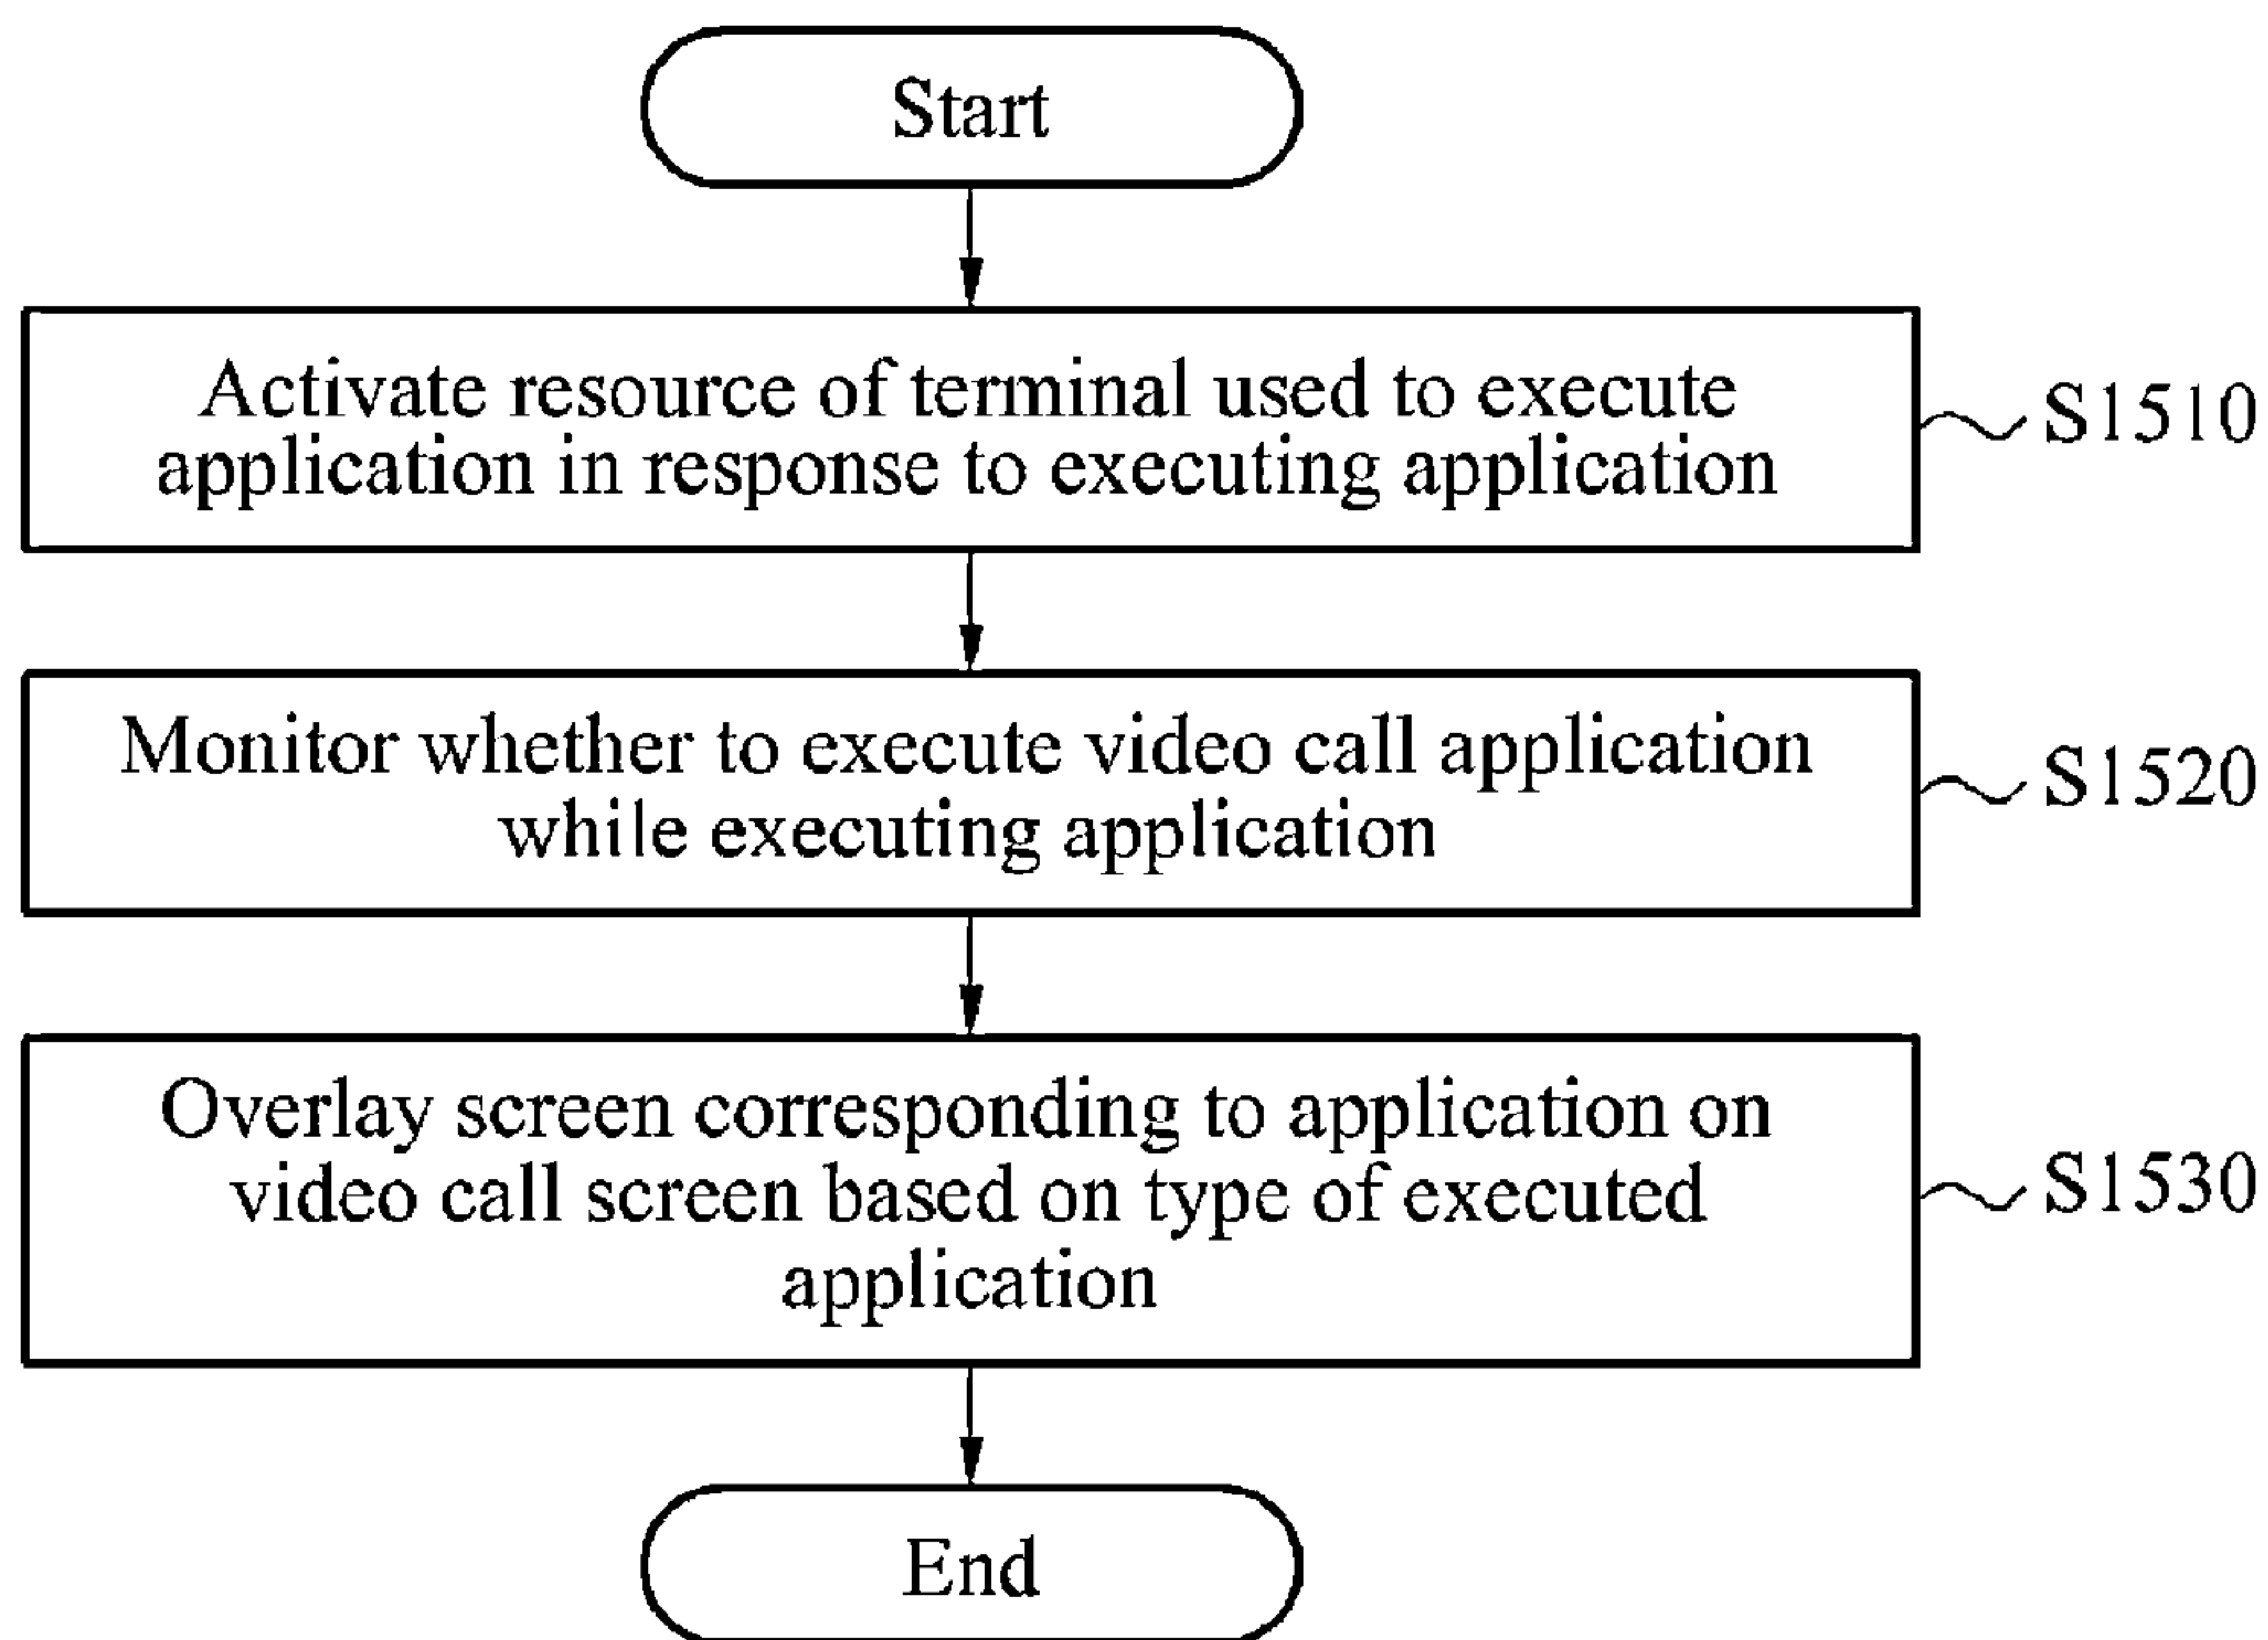 Start
Activate resource of terminal used to execute
application in response to executing application
S1510
Monitor whether to execute video call application
while executing application
S1520
Overlay screen corresponding to application on
video call screen based on type of executed
application
S1530
End